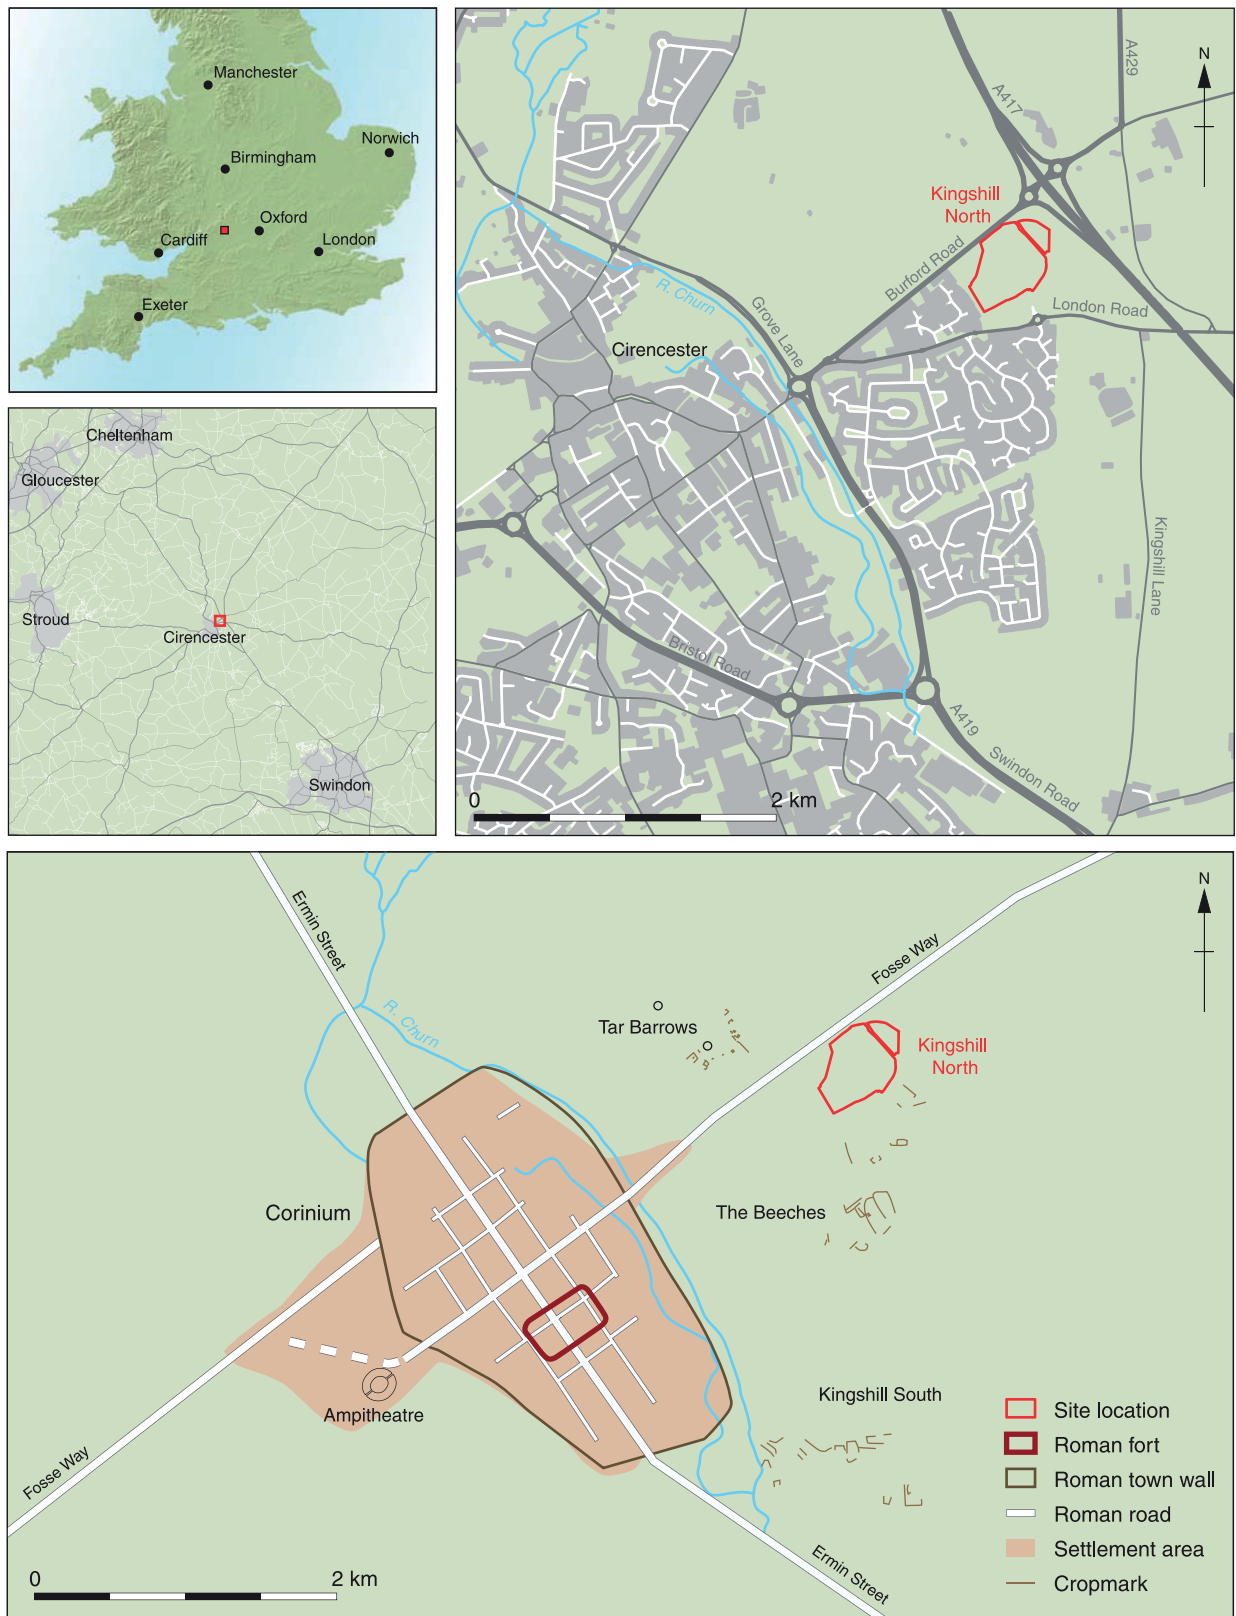 Manchester
Norwich
Birmingham
Oxford
London
Cardiff
Exeter
Cheltenham
Gloucester
Stroud
Cirencester
Swindon
A429
N
A417
Kingshill
North
Burford Road
London Road
R. Churn
Grove Lane
Cirencester
Kingshill Lane
Bristol Road
A419
Swindon Road
0 2 km
N
Ermin Street
Fosse Way
R. Churn
Tar Barrows
Kingshill
North
Corinium
The Beeches
Ampitheatre
Kingshill South
Fosse Way
Ermin Street
0 2 km
Site location
Roman fort
Roman town wall
Roman road
Settlement area
Cropmark